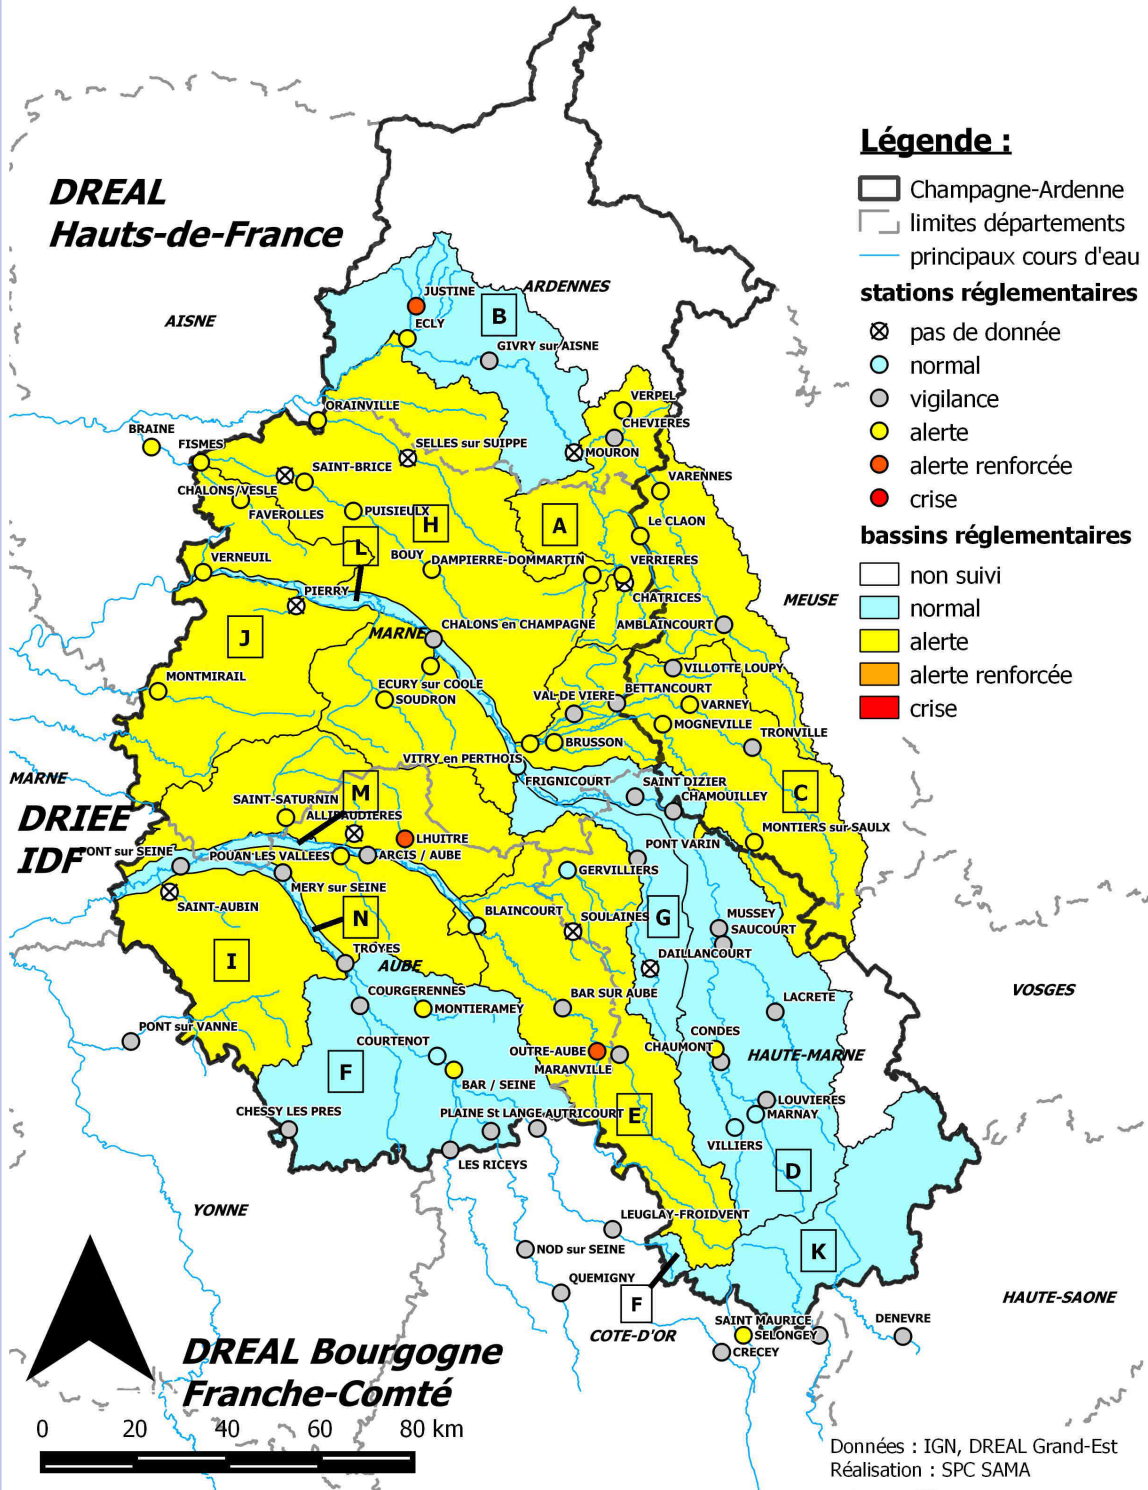 DREAL
Hauts-de-France
Légende :
Champagne-Ardenne
limites départements
principaux cours d'eau
stations réglementaires
pas de donnée
normal
vigilance
alerte
alerte renforcée
crise
bassins réglementaires
non suivi
normal
alerte
alerte renforcée
crise
AISNE
ARDENNES
JUSTINE
B
ECLY
GIVRY sur AISNE
VERPEL
CHEVIERES
ORAINVILLE
BRAINE
FISMES
SELLES sur SUIPPE
MOURON
SAINT-BRICE
VARENNES
CHALONS/VESLE
FAVEROLLES
PUISIEULX
H
A
Le CLAON
L
BOUY
DAMPIERRE-DOMMARTIN
VERNEUIL
VERRIERES
PIERRY
CHATRICES
MEUSE
J
MARNE
CHALONS en CHAMPAGNE
AMBLAINCOURT
MONTMIRAIL
VILLOTTE LOUPY
ECURY sur COOLE
SOUDRON
VAL-DE VIERE
BETTANCOURT
VARNEY
MOGNEVILLE
BRUSSON
TRONVILLE
VITRY en PERTHOIS
MARNE
FRIGNICOURT
SAINT DIZIER
CHAMOUILLEY
M
C
SAINT-SATURNIN
ALLIBAUDIERES
DRIEE
IDF
LHUITRE
MONTIERS sur SAULX
PONT sur SEINE
POUAN LES VALLEES
ARCIS / AUBE
PONT VARIN
MERY sur SEINE
GERVILLIERS
SAINT-AUBIN
N
BLAINCOURT
SOULAINES
G
MUSSEY
SAUCOURT
I
TROYES
AUBE
DAILLANCOURT
COURGERENNES
BAR SUR AUBE
LACRETE
VOSGES
MONTIERAMEY
PONT sur VANNE
CONDES
COURTENOT
OUTRE-AUBE
CHAUMONT
HAUTE-MARNE
MARANVILLE
F
BAR / SEINE
LOUVIERES
CHESSY LES PRES
PLAINE St LANGE
AUTRICOURT
E
MARNAY
VILLIERS
LES RICEYS
D
YONNE
LEUGLAY-FROIDVENT
NOD sur SEINE
K
QUEMIGNY
F
HAUTE-SAONE
COTE-D'OR
SAINT MAURICE
SELONGEY
DENEVRE
CRECEY
DREAL Bourgogne
Franche-Comté
0 20 40 60 80 km
Données : IGN, DREAL Grand-Est
Réalisation : SPC SAMA